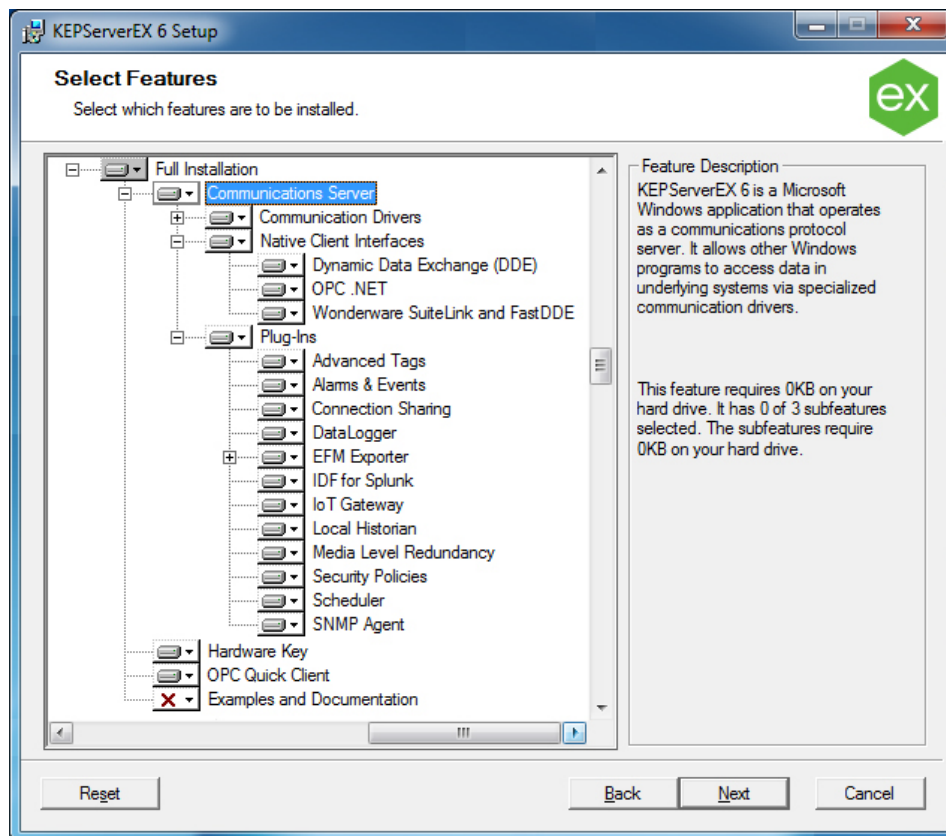 KEPServerEX 6 Setup
Select Features
Select which features are to be installed.
ex
Full Installation
Communications Server
Communication Drivers
Native Client Interfaces
Dynamic Data Exchange (DDE)
OPC .NET
Wonderware SuiteLink and FastDDE
Plug-Ins
Advanced Tags
Alarms & Events
Connection Sharing
DataLogger
EFM Exporter
IDF for Splunk
IoT Gateway
Local Historian
Media Level Redundancy
Security Policies
Scheduler
SNMP Agent
Hardware Key
OPC Quick Client
Examples and Documentation
Feature Description
KEPServerEX 6 is a Microsoft
Windows application that operates
as a communications protocol
server. It allows other Windows
programs to access data in
underlying systems via specialized
communication drivers.
This feature requires 0KB on your
hard drive. It has 0 of 3 subfeatures
selected. The subfeatures require
0KB on your hard drive.
Reset
Back
Next
Cancel